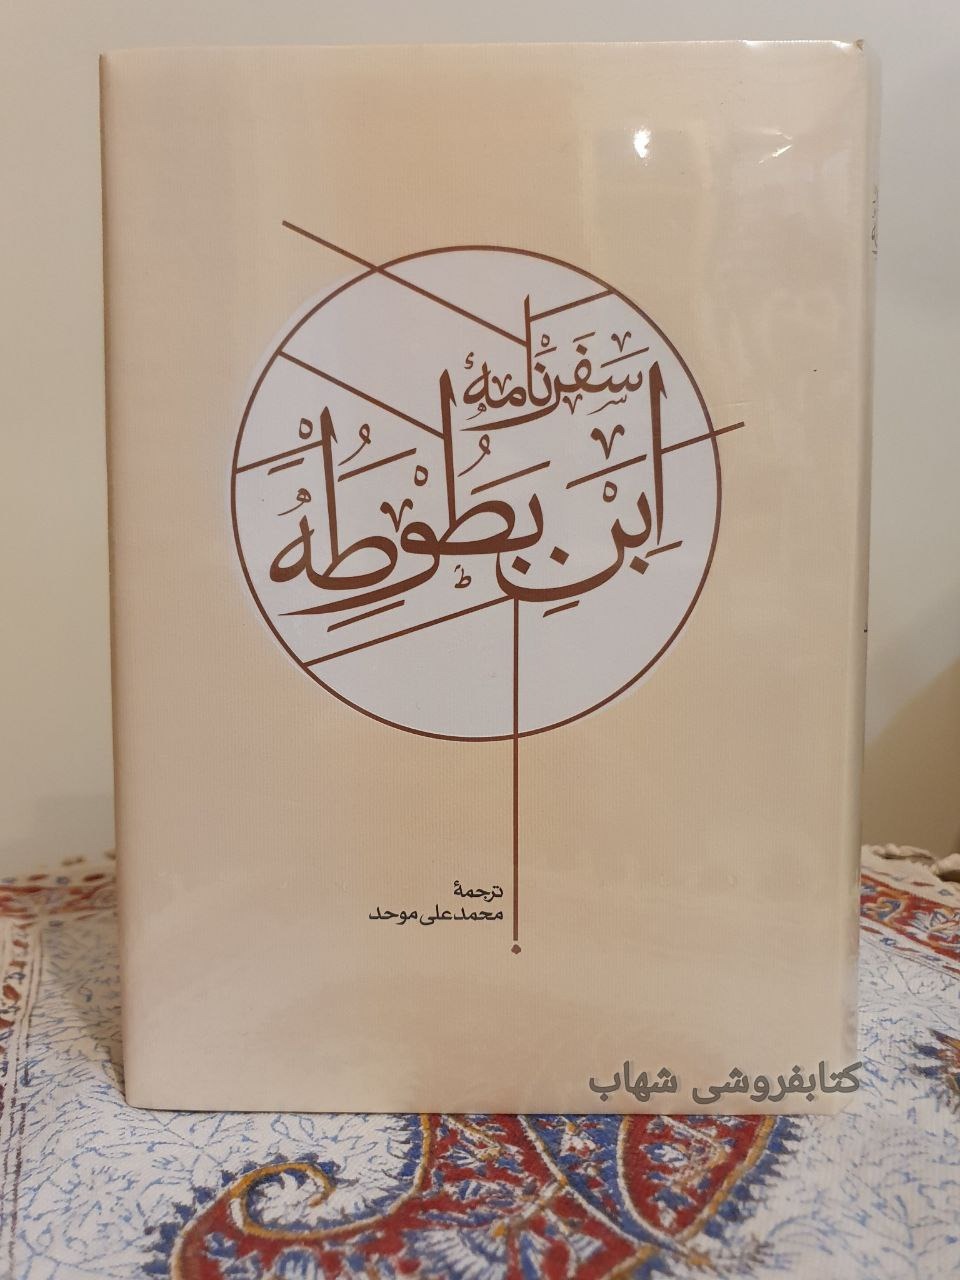 سفرنامهٔ
ابن بطوطه
ترجمهٔ
محمدعلی موحد
کتابفروشی شهاب